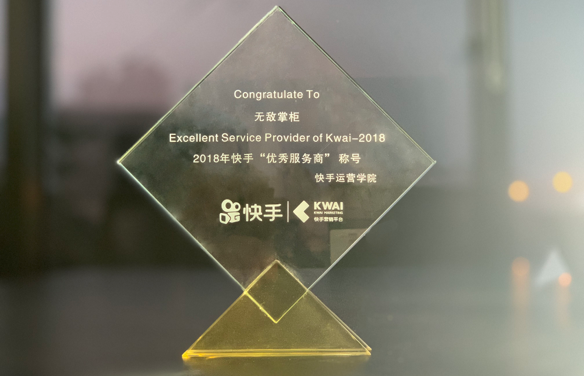 Congratulate To
无敌掌柜
Excellent Service Provider of Kwai-2018
2018年快手“优秀服务商”称号
快手运营学院
快手
KWAI
KWAI MARKETING
快手营销平台